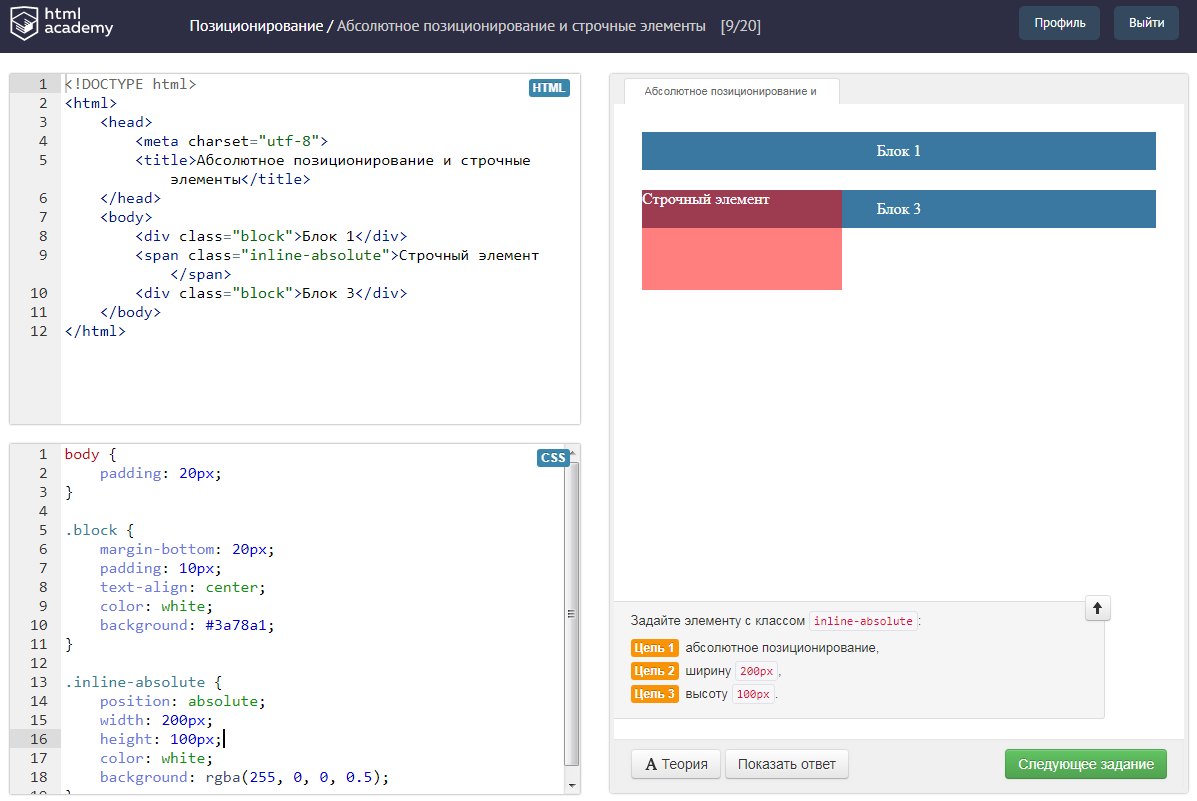 html
academy
Позиционирование / Абсолютное позиционирование и строчные элементы [9/20]
Профиль
Выйти
HTML
1 <!DOCTYPE html>
2 <html>
3 <head>
4 <meta charset="utf-8">
5 <title>Абсолютное позиционирование и строчные
элементы</title>
6 </head>
7 <body>
8 <div class="block">Блок 1</div>
9 <span class="inline-absolute">Строчный элемент
</span>
10 <div class="block">Блок 3</div>
11 </body>
12 </html>
CSS
1 body {
2 padding: 20px;
3 }
4
5 .block {
6 margin-bottom: 20px;
7 padding: 10px;
8 text-align: center;
9 color: white;
10 background: #3a78a1;
11 }
12
13 .inline-absolute {
14 position: absolute;
15 width: 200px;
16 height: 100px;
17 color: white;
18 background: rgba(255, 0, 0, 0.5);
19 }
Абсолютное позиционирование и
Блок 1
Строчный элемент
Блок 3
Задайте элементу с классом inline-absolute:
Цель 1 абсолютное позиционирование,
Цель 2 ширину 200px,
Цель 3 высоту 100px.
Теория
Показать ответ
Следующее задание